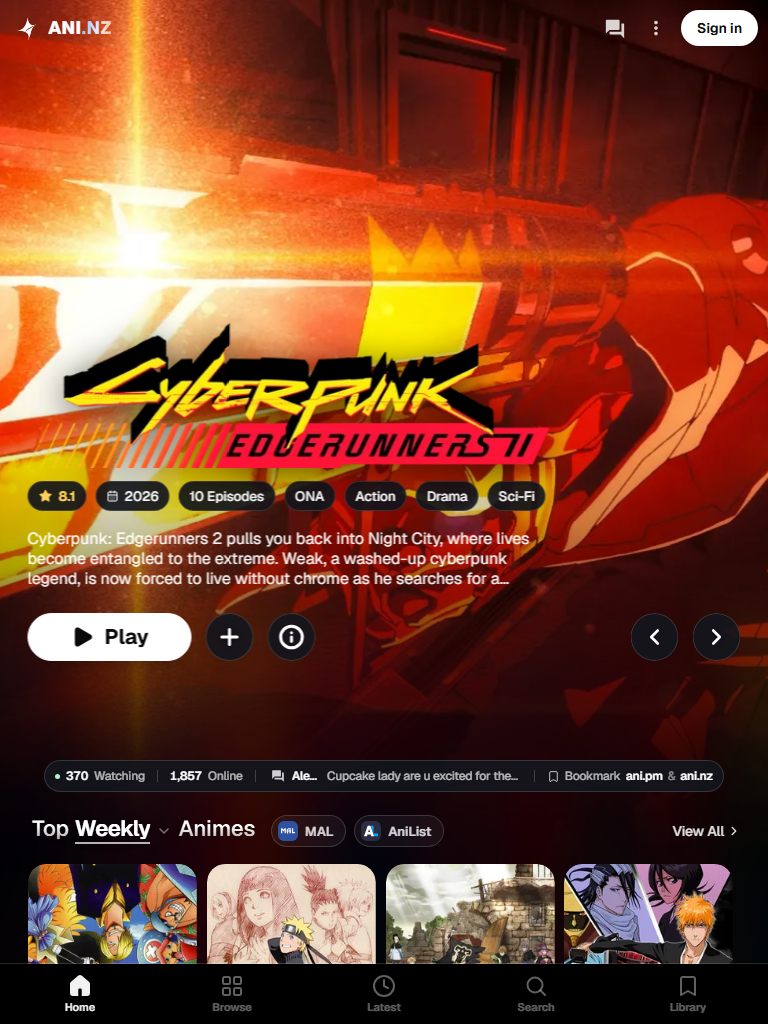 ANI.NZ
Sign in
CYBERPUNK
EDGERUNNERS II
8.1
2026
10 Episodes
ONA
Action
Drama
Sci-Fi
Cyberpunk: Edgerunners 2 pulls you back into Night City, where lives
become entangled to the extreme. Weak, a washed-up cyberpunk
legend, is now forced to live without chrome as he searches for a...
Play
370 Watching
1,857 Online
Ale... Cupcake lady are u excited for the...
Bookmark ani.pm & ani.nz
Top Weekly Animes
MAL MAL
A. AniList
View All
Home
Browse
Latest
Search
Library